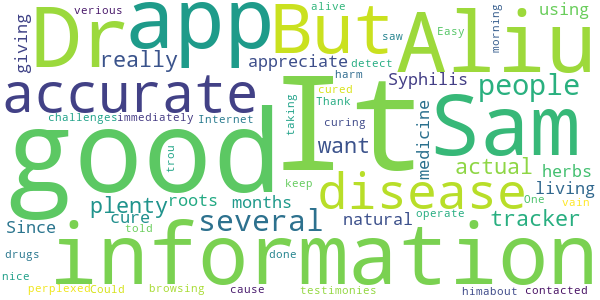 verious
alive
Dr
app
But
Aliu
saw
Easy
morning
using
giving
really
appreciate
detect
harm
Syphilis
people
accurate
cured
Thank
It
Sam
challenges
immediately
Internet
taking
curing
want
medicine
good
trou
actual
herbs
disease
living
keep
plenty
roots
months
One
vain
Since
cure
several
natural
operate
tracker
told
information
drugs
done
nice
perplexed
Could
browsing
cause
testimonies
himabout
contacted